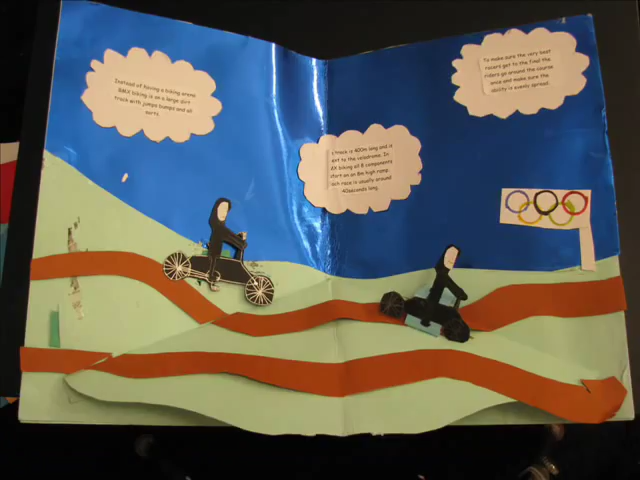 Instead of having a biking arena
BMX biking is on a large dirt
track with jumps bumps and all
sorts.
track is 400m long and is
to the velodrome. In
biking all 8 components
start on an 8m high ramp.
race is usually around
40seconds long.
To make sure the very best
racers get to the final the
riders go around the course
once and make sure the
ability is evenly spread.